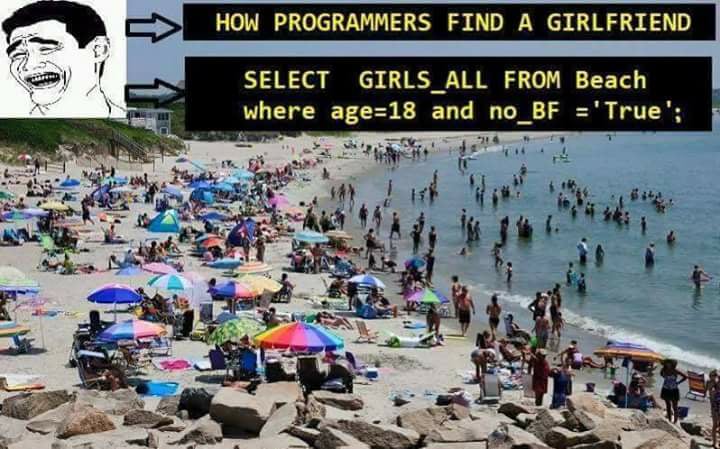 HOW PROGRAMMERS FIND A GIRLFRIEND
SELECT GIRLS_ALL FROM Beach
where age=18 and no_BF ='True';